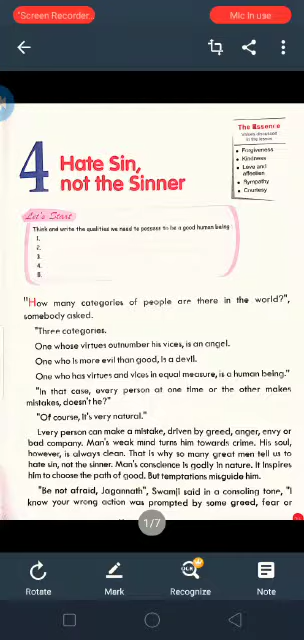 "Screen Recorder..
Mic in use
The Essence
Values discussed
in the lesson
• Forgiveness
• Kindness
• Love and
affection
• Sympathy
• Courtesy
4 Hate Sin,
not the Sinner
Let's Start
Think and write the qualities we need to possess to be a good human being
1.
2.
3.
4.
5.
"How many categories of people are there in the world?",
somebody asked.
"Three categories.
One whose virtues outnumber his vices, is an angel.
One who is more evil than good, is a devil.
One who has virtues and vices in equal measure, is a human being."
"In that case, every person at one time or the other makes
mistakes, doesn't he?"
"Of course, it's very natural."
Every person can make a mistake, driven by greed, anger, envy or
bad company. Man's weak mind turns him towards crime. His soul,
however, is always clean. That is why so many great men tell us to
hate sin, not the sinner. Man's conscience is godly in nature. It inspires
him to choose the path of good. But temptations misguide him.
"Be not afraid, Jagannath", Swamiji said in a consoling tone, "I
know your wrong action was prompted by some greed, fear or
1/7
Rotate
Mark
OCR
Recognize
Note